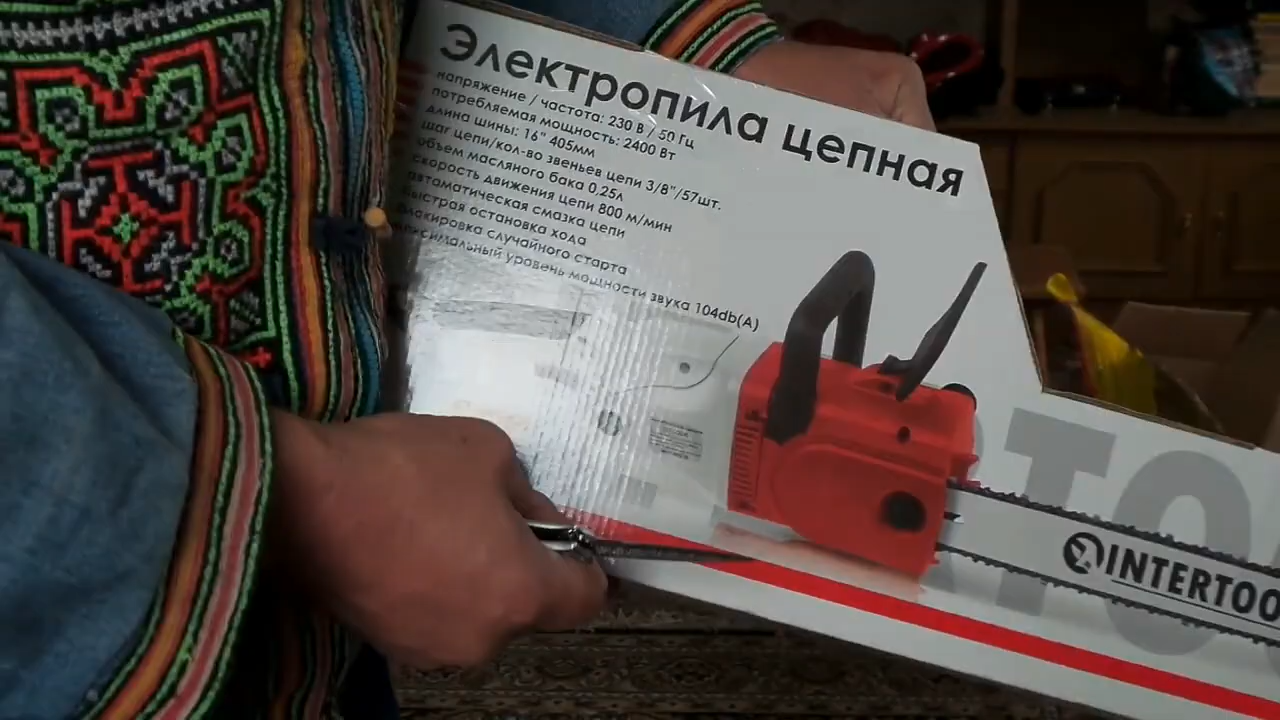 Электропила цепная
напряжение / частота: 230 В / 50 Гц
потребляемая мощность: 2400 Вт
длина шины: 16" 405мм
шаг цепи/кол-во звеньев цепи 3/8"/57шт.
объем масляного бака 0,25л
скорость движения цепи 800 м/мин
автоматическая смазка цепи
быстрая остановка хода
блокировка случайного старта
максимальный уровень мощности звука 104db(A)
INTERTOO